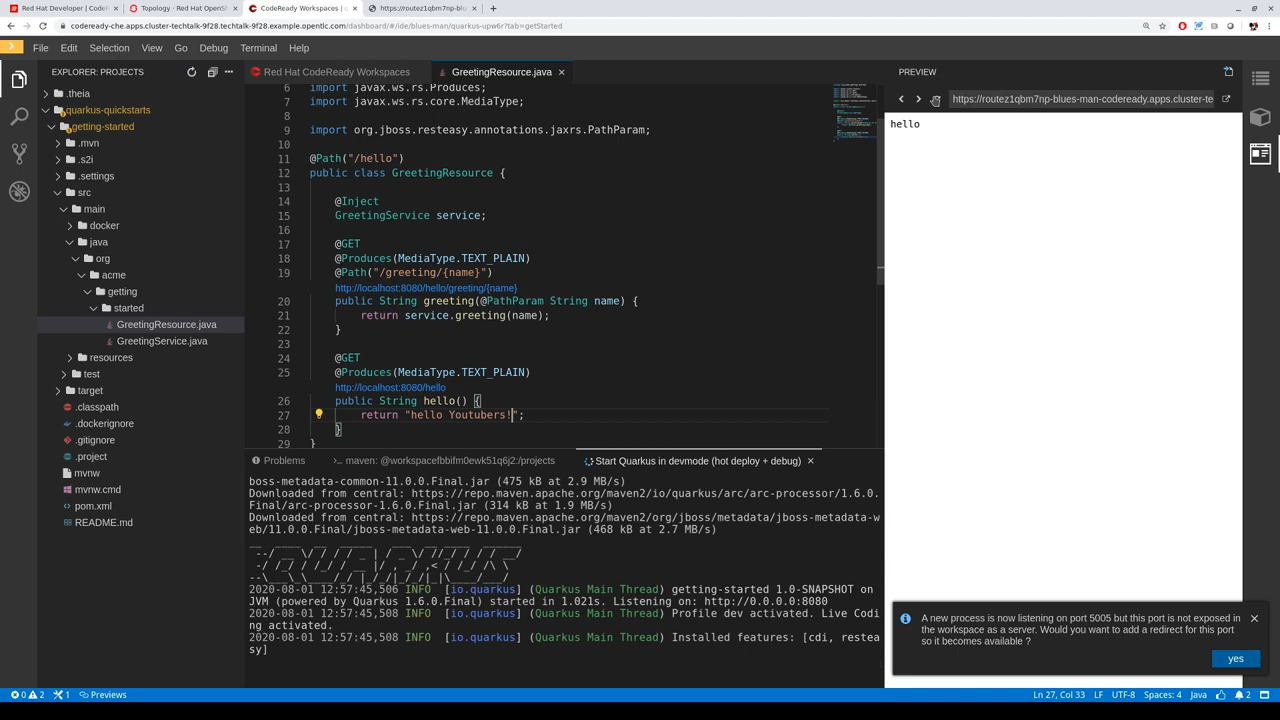 Red Hat Developer | CodeR
Topology · Red Hat OpenSh
CodeReady Workspaces | q
https://routez1qbm7np-blu
codeready-che.apps.cluster-techtalk-9f28.techtalk-9f28.example.opentlc.com/dashboard/#/ide/blues-man/quarkus-upw6r?tab=getStarted
File Edit Selection View Go Debug Terminal Help
EXPLORER: PROJECTS
.theia
quarkus-quickstarts
getting-started
.mvn
.s2i
.settings
src
main
docker
java
org
acme
getting
started
GreetingResource.java
GreetingService.java
resources
test
target
.classpath
.dockerignore
.gitignore
.project
mvnw
mvnw.cmd
pom.xml
README.md
Red Hat CodeReady Workspaces
GreetingResource.java
6 import javax.ws.rs.Produces;
7 import javax.ws.rs.core.MediaType;
8
9 import org.jboss.resteasy.annotations.jaxrs.PathParam;
10
11 @Path("/hello")
12 public class GreetingResource {
13
14 @Inject
15 GreetingService service;
16
17 @GET
18 @Produces(MediaType.TEXT_PLAIN)
19 @Path("/greeting/{name}")
http://localhost:8080/hello/greeting/{name}
20 public String greeting(@PathParam String name) {
21 return service.greeting(name);
22 }
23
24 @GET
25 @Produces(MediaType.TEXT_PLAIN)
http://localhost:8080/hello
26 public String hello() {
27 return "hello Youtubers!";
28 }
29 }
Problems
>_ maven: @workspacefbbifm0ewk51q6j2:/projects
Start Quarkus in devmode (hot deploy + debug)
boss-metadata-common-11.0.0.Final.jar (475 kB at 2.9 MB/s)
Downloaded from central: https://repo.maven.apache.org/maven2/io/quarkus/arc/arc-processor/1.6.0.
Final/arc-processor-1.6.0.Final.jar (314 kB at 1.9 MB/s)
Downloaded from central: https://repo.maven.apache.org/maven2/org/jboss/metadata/jboss-metadata-w
eb/11.0.0.Final/jboss-metadata-web-11.0.0.Final.jar (468 kB at 2.7 MB/s)
2020-08-01 12:57:45,506 INFO [io.quarkus] (Quarkus Main Thread) getting-started 1.0-SNAPSHOT on
JVM (powered by Quarkus 1.6.0.Final) started in 1.021s. Listening on: http://0.0.0.0:8080
2020-08-01 12:57:45,508 INFO [io.quarkus] (Quarkus Main Thread) Profile dev activated. Live Codi
ng activated.
2020-08-01 12:57:45,508 INFO [io.quarkus] (Quarkus Main Thread) Installed features: [cdi, restea
sy]
PREVIEW
https://routez1qbm7np-blues-man-codeready.apps.cluster-te
hello
A new process is now listening on port 5005 but this port is not exposed in
the workspace as a server. Would you want to add a redirect for this port
so it becomes available ?
yes
0 2 1 Previews
Ln 27, Col 33 LF UTF-8 Spaces: 4 Java 2